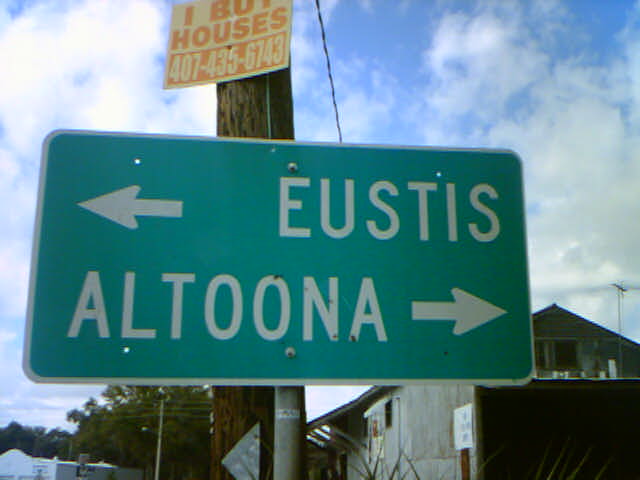 I BUY
HOUSES
407-435-6743
EUSTIS
ALTOONA